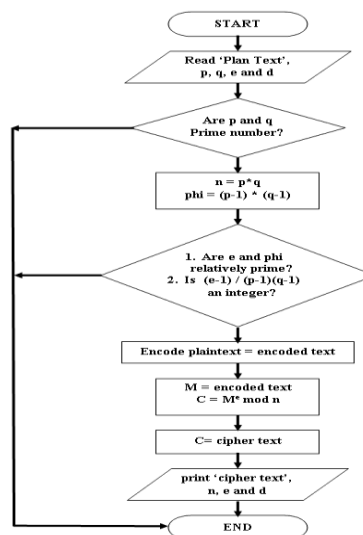 START
Read ‘Plan Text’,
p, q, e and d
Are p and q
Prime number?
n = p* q
phi = (p-1) * (q-1)
1. Are e and phi
relatively prime?
2. Is (e-1) / (p-1)(q-1)
an integer?
Encode plaintext = encoded text
M = encoded text
C = Mᵉ mod n
C= cipher text
print ‘cipher text’,
n, e and d
END